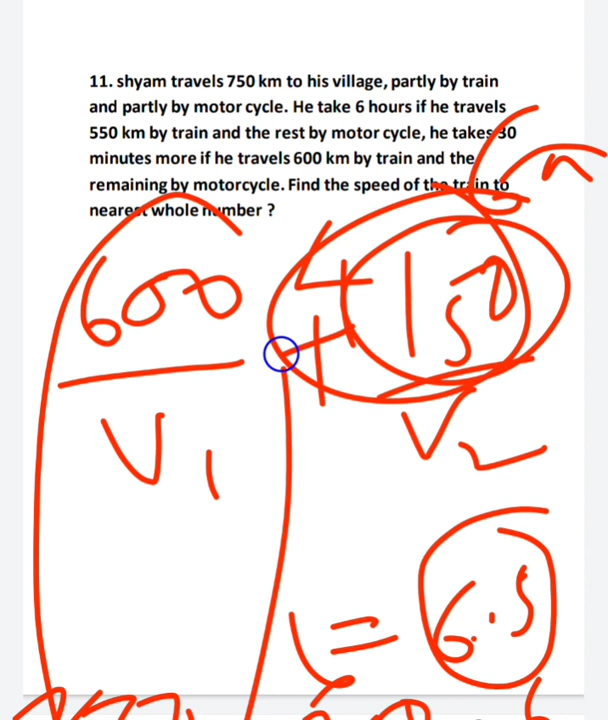 11. shyam travels 750 km to his village, partly by train
and partly by motor cycle. He take 6 hours if he travels
550 km by train and the rest by motor cycle, he takes 30
minutes more if he travels 600 km by train and the
remaining by motorcycle. Find the speed of the train to
nearest whole number ?
6h
600 + 150
V1 V2
= 6.5